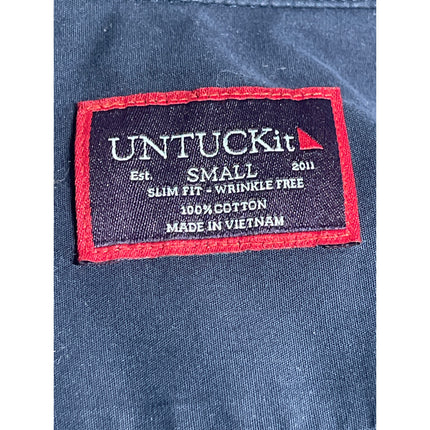 UNTUCKit
Est. SMALL 2011
SLIM FIT - WRINKLE FREE
100% COTTON
MADE IN VIETNAM